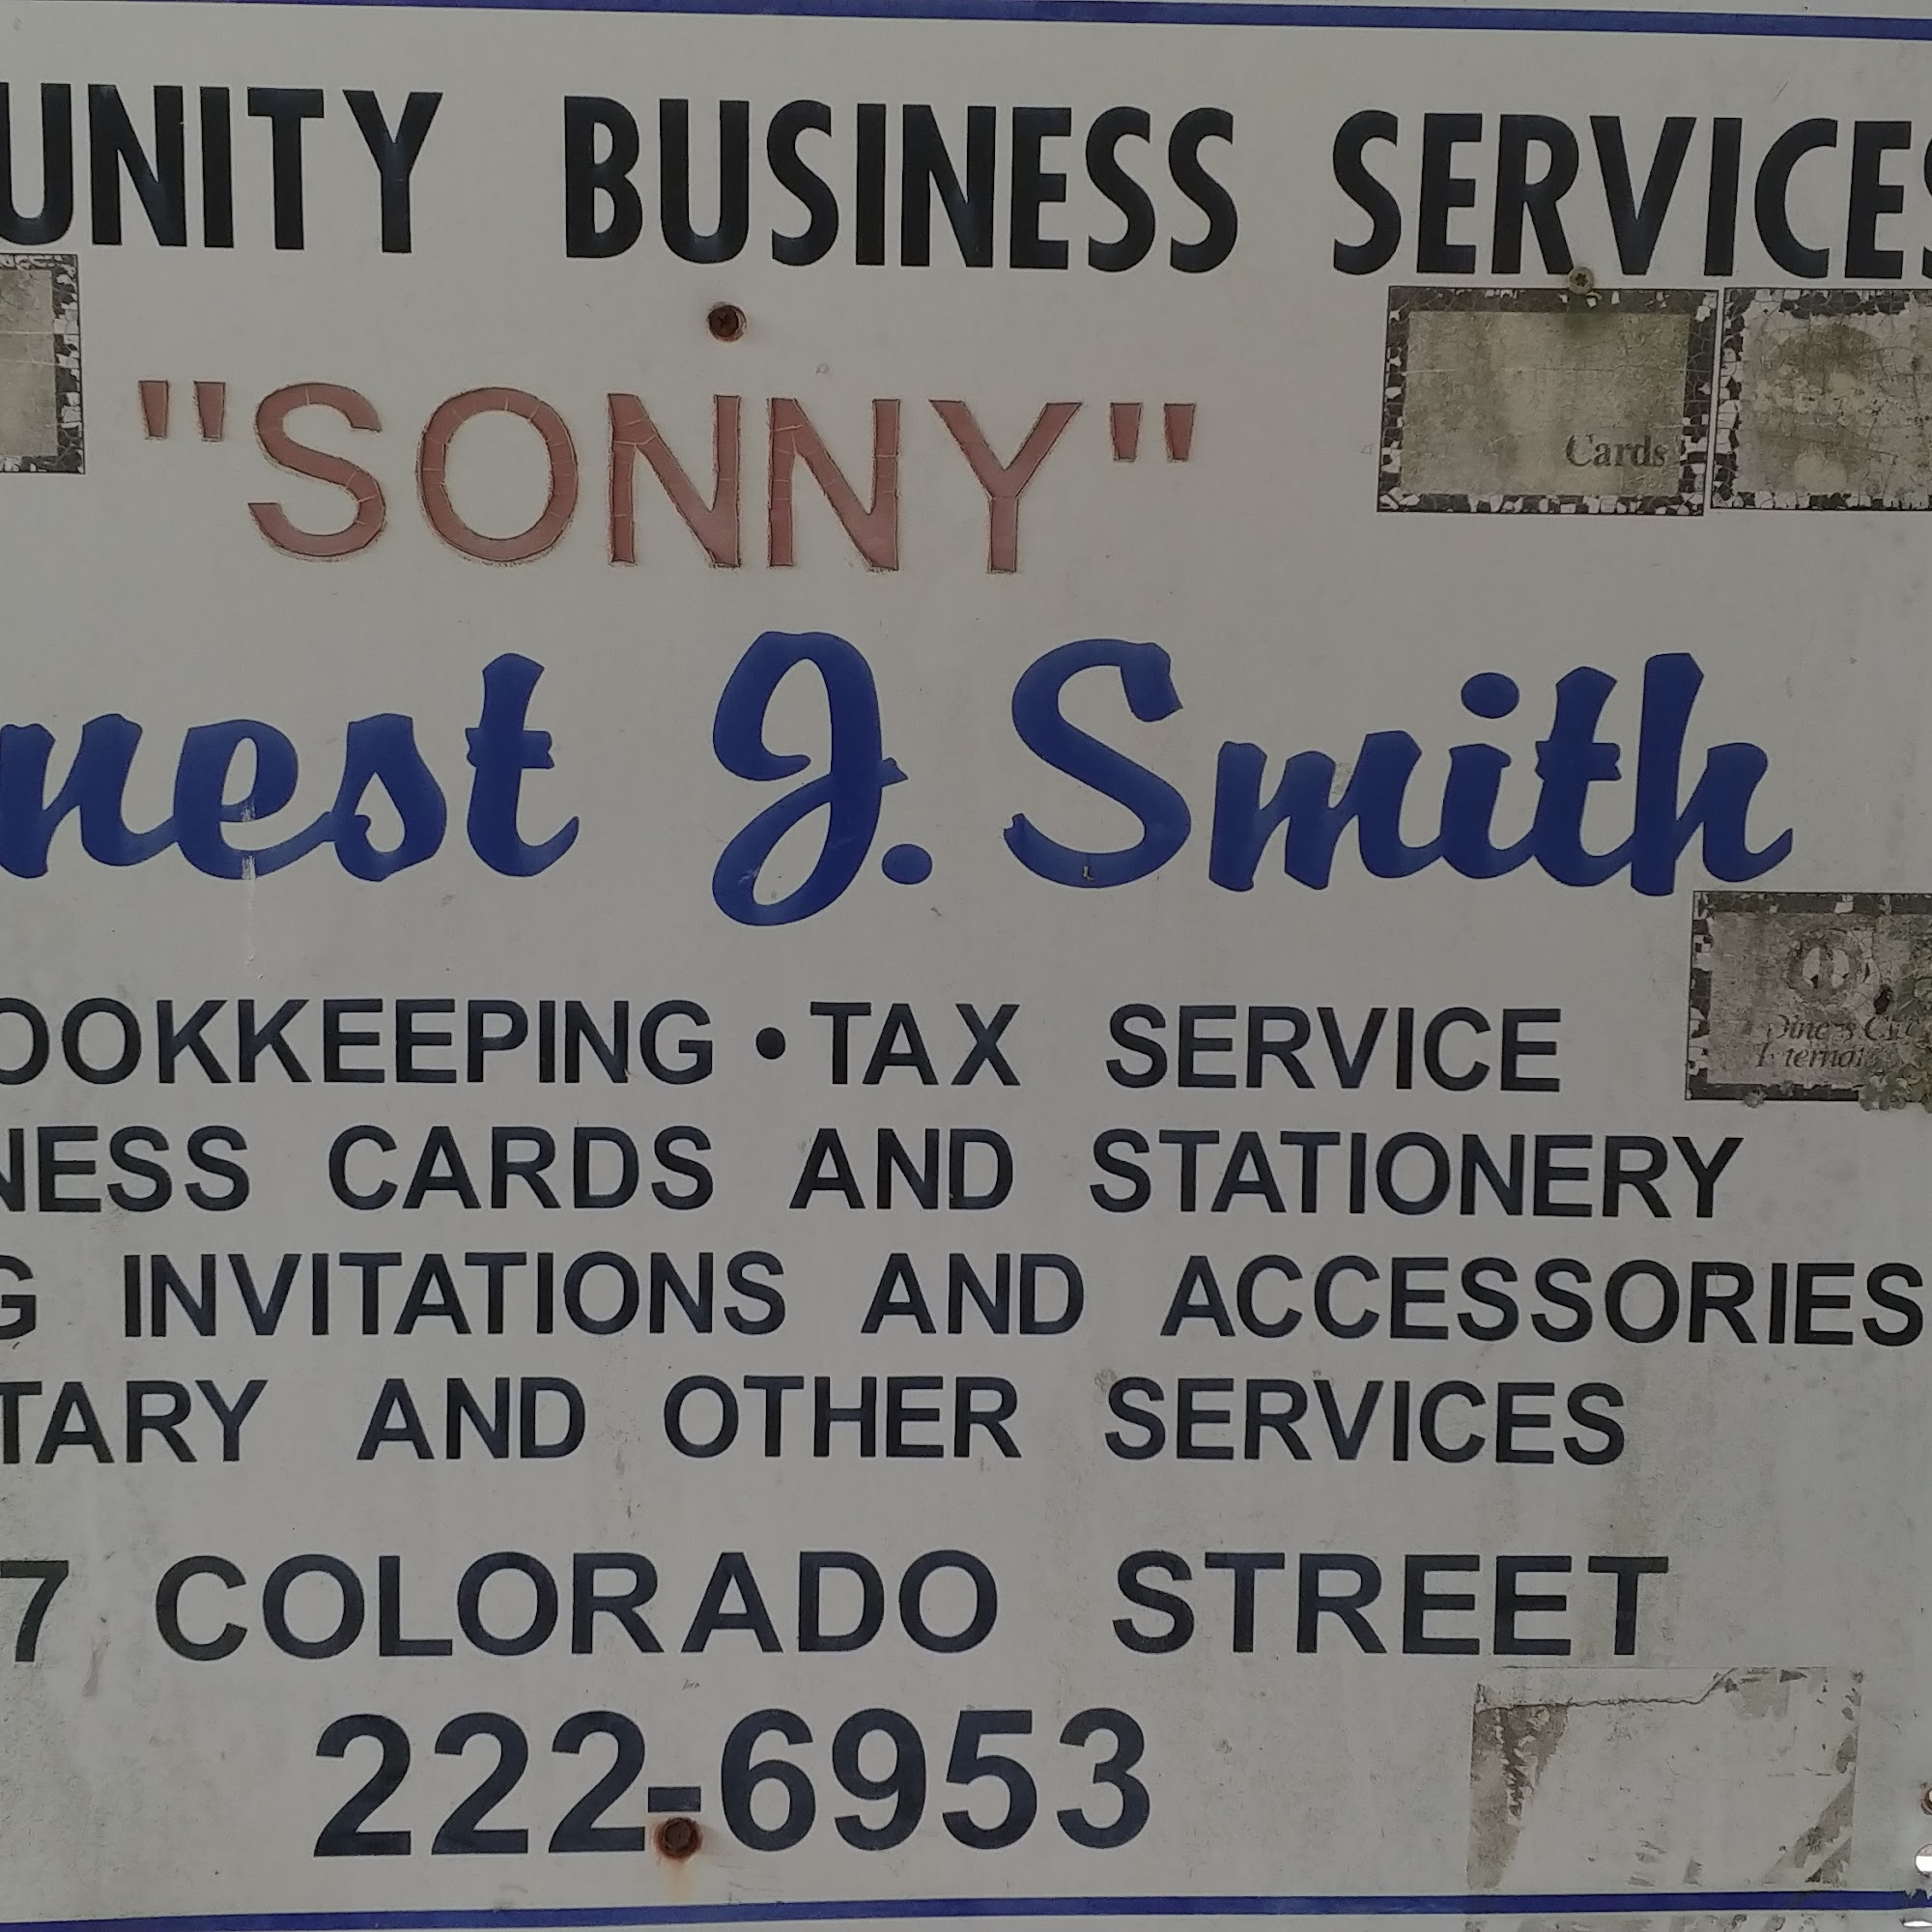 UNITY BUSINESS SERVICES
"SONNY"
Cards
nest J. Smith
OOKKEEPING • TAX SERVICE
NESS CARDS AND STATIONERY
G INVITATIONS AND ACCESSORIES
TARY AND OTHER SERVICES
7 COLORADO STREET
222-6953